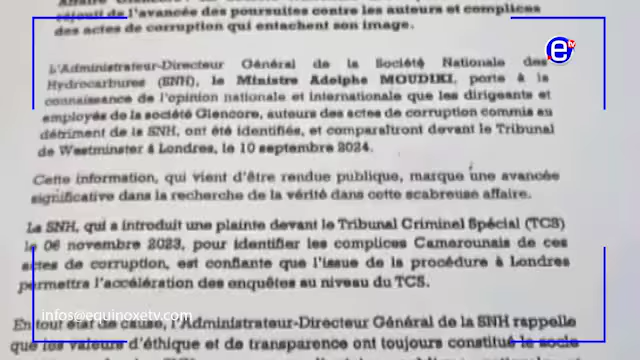 Affaire Glencore
réjouit de l'avancée des poursuites contre les auteurs et complices
des actes de corruption qui entachent son image.
L'Administrateur-Directeur Général de la Société Nationale des
Hydrocarbures (SNH), le Ministre Adolphe MOUDIKI, porte à la
connaissance de l'opinion nationale et internationale que les dirigeants et
employés de la société Glencore, auteurs des actes de corruption commis au
détriment de la SNH, ont été identifiés, et comparaîtront devant le Tribunal
de Westminster à Londres, le 10 septembre 2024.
Cette information, qui vient d'être rendue publique, marque une avancée
significative dans la recherche de la vérité dans cette scabreuse affaire.
La SNH, qui a introduit une plainte devant le Tribunal Criminel Spécial (TCS)
le 06 novembre 2023, pour identifier les complices Camarounais de ces
actes de corruption, est confiante que l'issue de la procédure à Londres
permettra l'accélération des enquêtes au niveau du TCS.
infos@equinoxetv.com
En tout état de cause, l'Administrateur-Directeur Général de la SNH rappelle
que les valeurs d'éthique et de transparence ont toujours constitué le socle